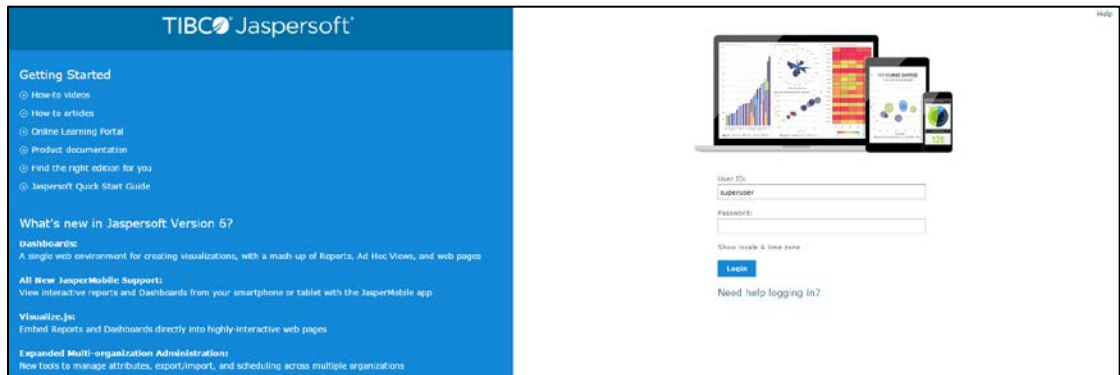 TIBCO Jaspersoft
Help
Getting Started
How-to videos
How-to articles
Online Learning Portal
Product documentation
Find the right edition for you
Jaspersoft Quick Start Guide
What's new in Jaspersoft Version 6?
Dashboards:
A single web environment for creating visualizations, with a mash-up of Reports, Ad Hoc Views, and web pages
All New JasperMobile Support:
View interactive reports and Dashboards from your smartphone or tablet with the JasperMobile app
Visualize.js:
Embed Reports and Dashboards directly into highly-interactive web pages
Expanded Multi-organization Administration:
New tools to manage attributes, export/import, and scheduling across multiple organizations
User ID:
superuser
Password:
Show locale & time zone
Login
Need help logging in?